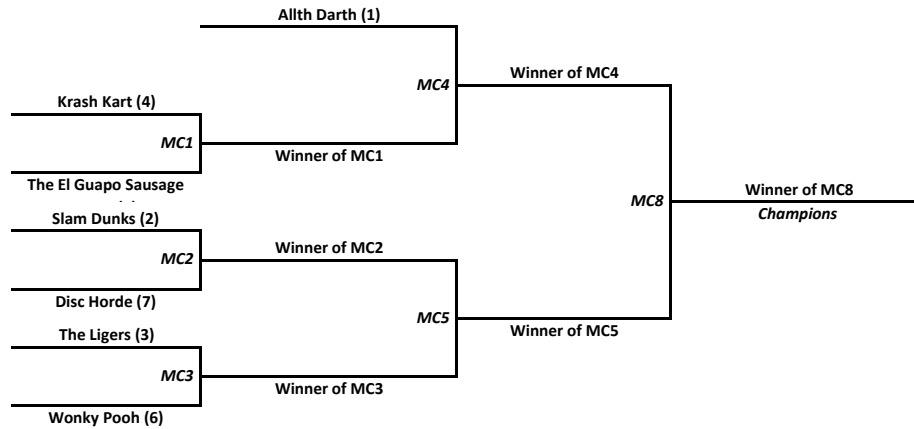 Allth Darth (1)
MC4
Winner of MC4
Krash Kart (4)
MC1
Winner of MC1
The El Guapo Sausage
MC8
Winner of MC8
Champions
Slam Dunks (2)
MC2
Winner of MC2
Disc Horde (7)
MC5
Winner of MC5
The Ligers (3)
MC3
Winner of MC3
Wonky Pooh (6)